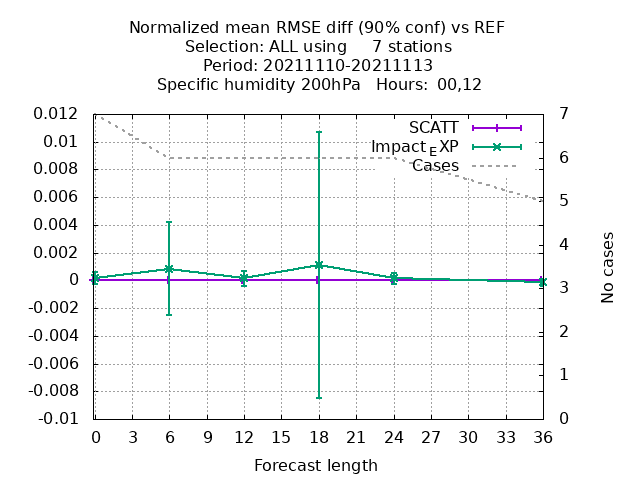 Normalized mean RMSE diff (90% conf) vs REF
Selection: ALL using 7 stations
Period: 20211110-20211113
Specific humidity 200hPa Hours: 00,12
0.012
0.01
0.008
0.006
0.004
0.002
0
-0.002
-0.004
-0.006
-0.008
-0.01
SCATT
Impact_EXP
Cases
7
6
5
4
3
2
1
0
No cases
0 3 6 9 12 15 18 21 24 27 30 33 36
Forecast length